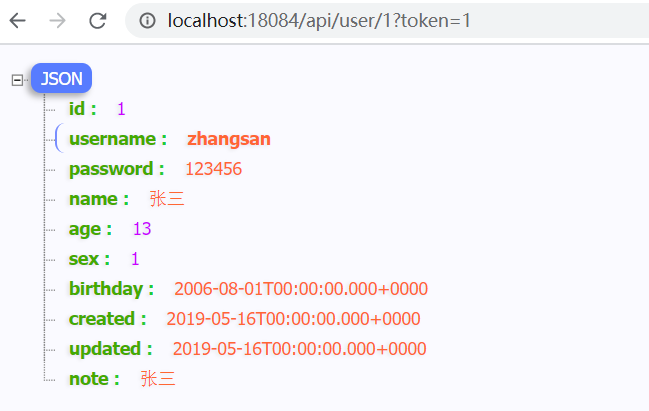 localhost:18084/api/user/1?token=1
JSON
id : 1
username : zhangsan
password : 123456
name : 张三
age : 13
sex : 1
birthday : 2006-08-01T00:00:00.000+0000
created : 2019-05-16T00:00:00.000+0000
updated : 2019-05-16T00:00:00.000+0000
note : 张三